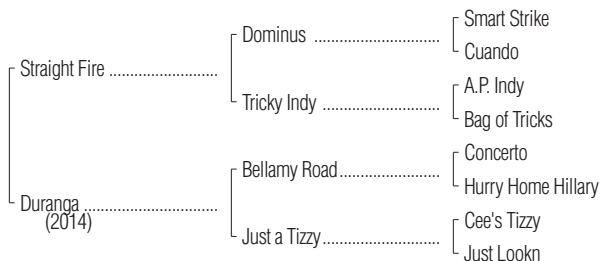 Smart Strike
Dominus ..............................
Cuando
Straight Fire ..........................
A.P. Indy
Tricky Indy ............................
Bag of Tricks
Concerto
Bellamy Road........................
Hurry Home Hillary
Duranga ................................
(2014)
Cee's Tizzy
Just a Tizzy............................
Just Lookn